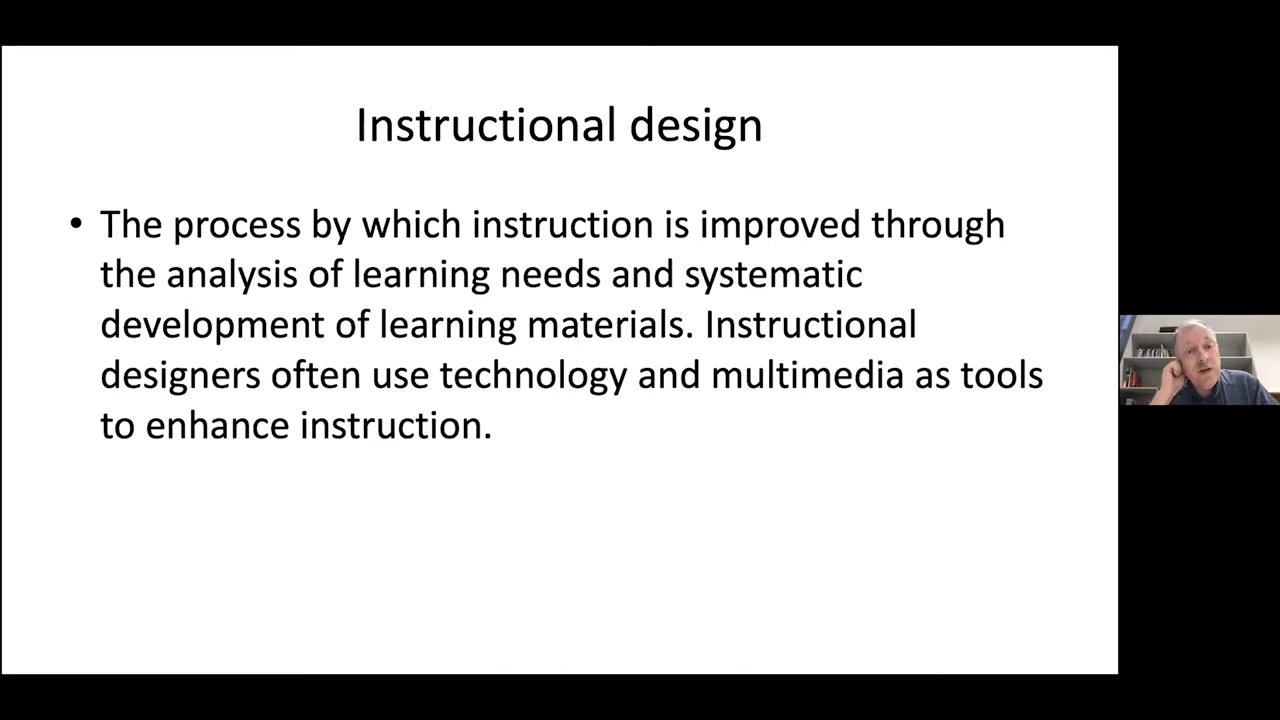 Instructional design
• The process by which instruction is improved through
the analysis of learning needs and systematic
development of learning materials. Instructional
designers often use technology and multimedia as tools
to enhance instruction.